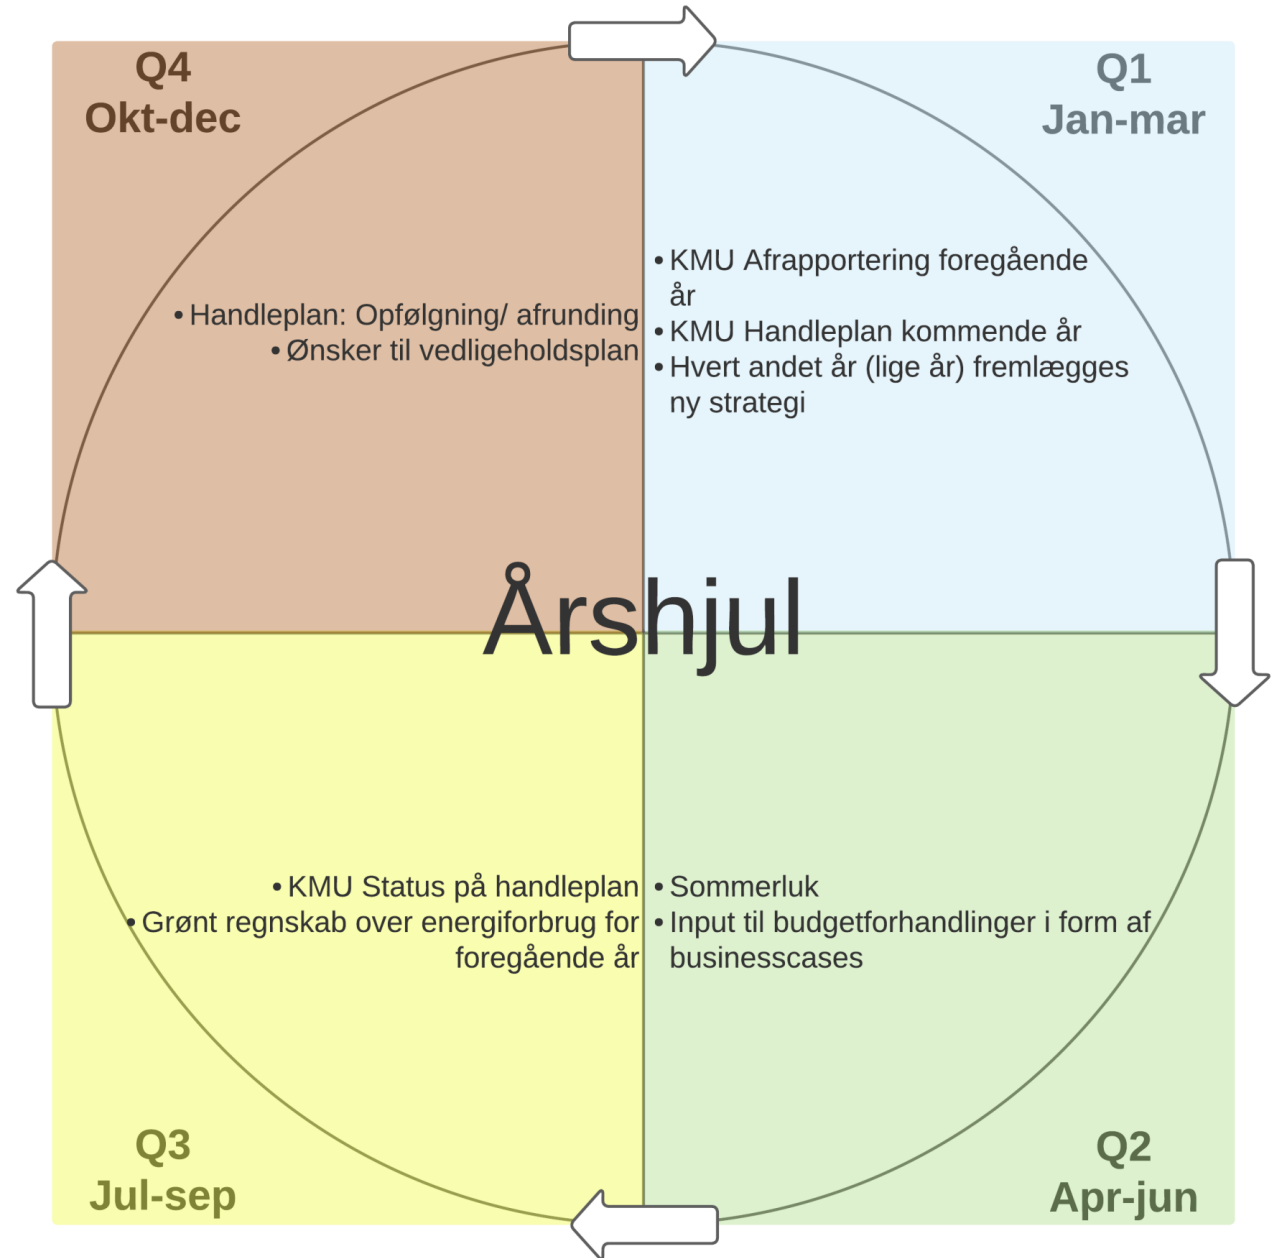 Q4
Okt-dec
• Handleplan: Opfølgning/ afrunding
• Ønsker til vedligeholdsplan
Q1
Jan-mar
• KMU Afrapportering foregående
år
• KMU Handleplan kommende år
• Hvert andet år (lige år) fremlægges
ny strategi
Årshjul
• KMU Status på handleplan
• Grønt regnskab over energiforbrug for
foregående år
Q3
Jul-sep
• Sommerluk
• Input til budgetforhandlinger i form af
businesscases
Q2
Apr-jun